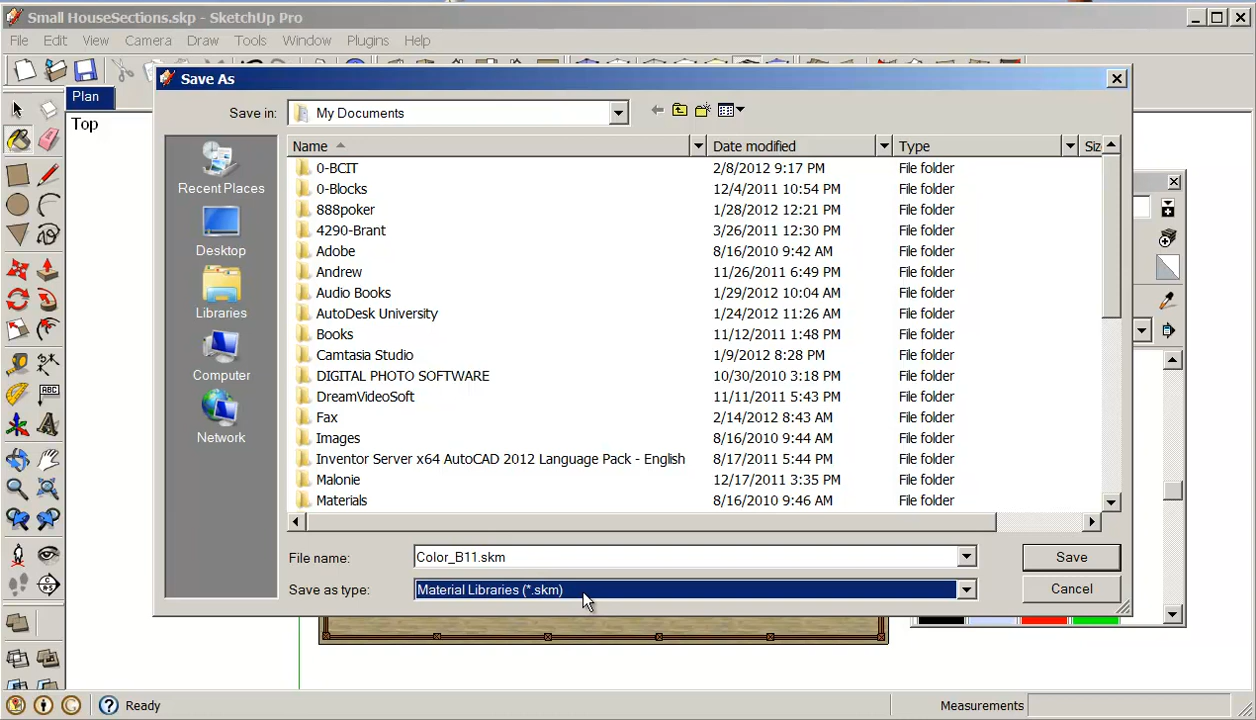 Small HouseSections.skp - SketchUp Pro
File Edit View Camera Draw Tools Window Plugins Help
Save As
Plan
Save in: My Documents
Top
Name Date modified Type Siz
0-BCIT 2/8/2012 9:17 PM File folder
0-Blocks 12/4/2011 10:54 PM File folder
888poker 1/28/2012 12:21 PM File folder
4290-Brant 3/26/2011 12:30 PM File folder
Adobe 8/16/2010 9:42 AM File folder
Andrew 11/26/2011 6:49 PM File folder
Audio Books 1/29/2012 10:04 AM File folder
AutoDesk University 1/24/2012 11:26 AM File folder
Books 11/12/2011 1:48 PM File folder
Camtasia Studio 1/9/2012 8:28 PM File folder
DIGITAL PHOTO SOFTWARE 10/30/2010 3:18 PM File folder
DreamVideoSoft 11/11/2011 5:43 PM File folder
Fax 2/14/2012 8:43 AM File folder
Images 8/16/2010 9:44 AM File folder
Inventor Server x64 AutoCAD 2012 Language Pack - English 8/17/2011 5:44 PM File folder
Malonie 12/17/2011 3:35 PM File folder
Materials 8/16/2010 9:46 AM File folder
Recent Places
Desktop
Libraries
Computer
Network
ABC
File name: Color_B11.skm Save
Save as type: Material Libraries (*.skm) Cancel
Ready Measurements